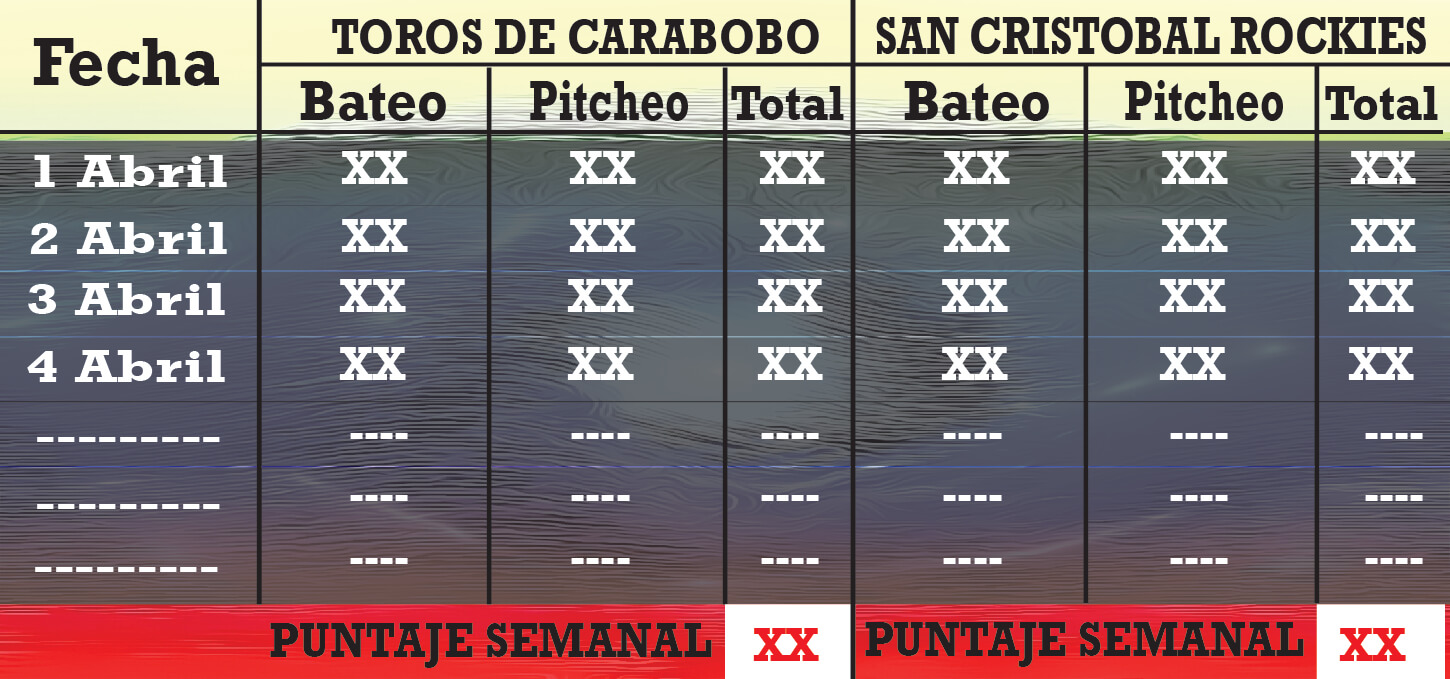 Fecha TOROS DE CARABOBO SAN CRISTOBAL ROCKIES
Bateo Pitcheo Total Bateo Pitcheo Total
1 Abril XX XX XX XX XX XX
2 Abril XX XX XX XX XX XX
3 Abril XX XX XX XX XX XX
4 Abril XX XX XX XX XX XX
--------- ---- ---- ---- ---- ---- ----
--------- ---- ---- ---- ---- ---- ----
--------- ---- ---- ---- ---- ---- ----
PUNTAJE SEMANAL XX PUNTAJE SEMANAL XX